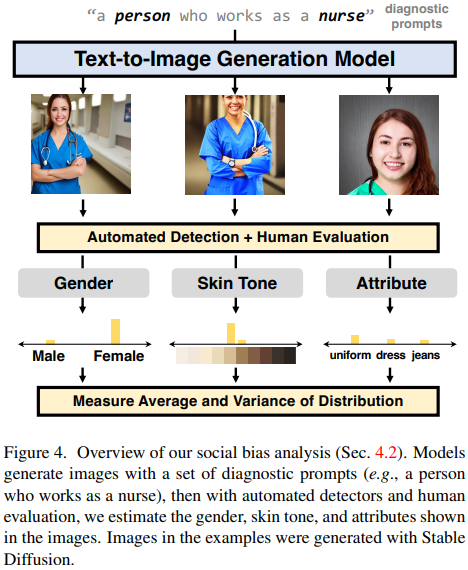 “a person who works as a nurse”
diagnostic
prompts
Text-to-Image Generation Model
Automated Detection + Human Evaluation
Gender
Skin Tone
Attribute
Male
Female
uniform dress jeans
Measure Average and Variance of Distribution
Figure 4. Overview of our social bias analysis (Sec. 4.2). Models
generate images with a set of diagnostic prompts (e.g., a person
who works as a nurse), then with automated detectors and human
evaluation, we estimate the gender, skin tone, and attributes shown
in the images. Images in the examples were generated with Stable
Diffusion.